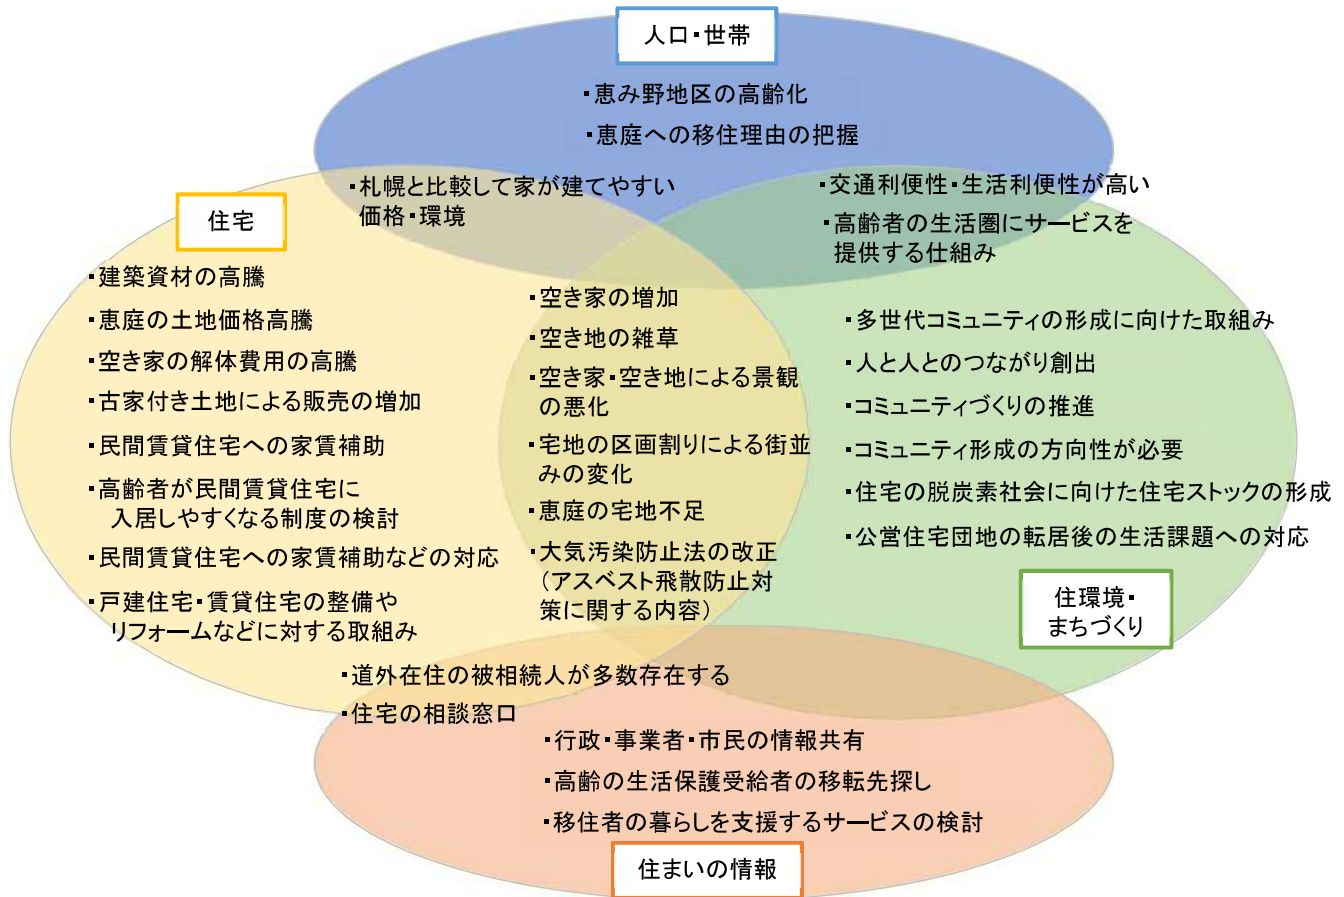 人口・世帯
・恵み野地区の高齢化
・恵庭への移住理由の把握
・札幌と比較して家が建てやすい
価格・環境
・交通利便性・生活利便性が高い
・高齢者の生活圏にサービスを
提供する仕組み
住宅
・建築資材の高騰
・恵庭の土地価格高騰
・空き家の解体費用の高騰
・古家付き土地による販売の増加
・民間賃貸住宅への家賃補助
・高齢者が民間賃貸住宅に
入居しやすくなる制度の検討
・民間賃貸住宅への家賃補助などの対応
・戸建住宅・賃貸住宅の整備や
リフォームなどに対する取組み
・空き家の増加
・空き地の雑草
・空き家・空き地による景観
の悪化
・宅地の区画割りによる街並
みの変化
・恵庭の宅地不足
・大気汚染防止法の改正
（アスベスト飛散防止対
策に関する内容）
・多世代コミュニティの形成に向けた取組み
・人と人とのつながり創出
・コミュニティづくりの推進
・コミュニティ形成の方向性が必要
・住宅の脱炭素社会に向けた住宅ストックの形成
・公営住宅団地の転居後の生活課題への対応
住環境・
まちづくり
・道外在住の被相続人が多数存在する
・住宅の相談窓口
・行政・事業者・市民の情報共有
・高齢の生活保護受給者の移転先探し
・移住者の暮らしを支援するサービスの検討
住まいの情報